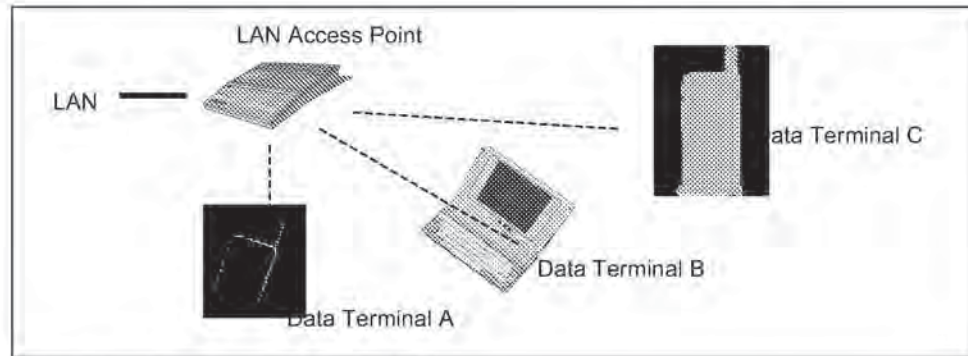 LAN Access Point
LAN
ata Terminal C
Data Terminal B
Data Terminal A